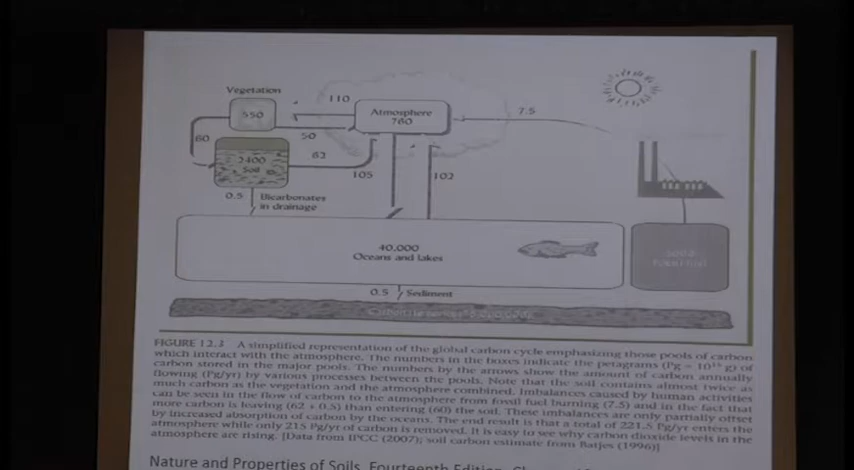 Vegetation
550
110
Atmosphere
760
7.5
60
50
2400
Soil
62
105
102
0.5
Bicarbonates
in drainage
40,000
Oceans and lakes
0.5
Sediment
FIGURE 12.3 A simplified representation of the global carbon cycle emphasizing those pools of carbon
which interact with the atmosphere. The numbers in the boxes indicate the petagrams (Pg = 10¹⁵ g) of
carbon stored in the major pools. The numbers by the arrows show the amount of carbon annually
flowing (Pg/yr) by various processes between the pools. Note that the soil contains almost twice as
much carbon as the vegetation and the atmosphere combined. Imbalances caused by human activities
can be seen in the flow of carbon to the atmosphere from fossil fuel burning (7.5) and in the fact that
more carbon is leaving (62 + 0.5) than entering (60) the soil. These imbalances are only partially offset
by increased absorption of carbon by the oceans. The end result is that a total of 221.5 Pg/yr enters the
atmosphere while only 215 Pg/yr of carbon is removed. It is easy to see why carbon dioxide levels in the
atmosphere are rising. [Data from IPCC (2007); soil carbon estimate from Batjes (1996)]
Nature and Properties of Soils, Fourteenth Edition,